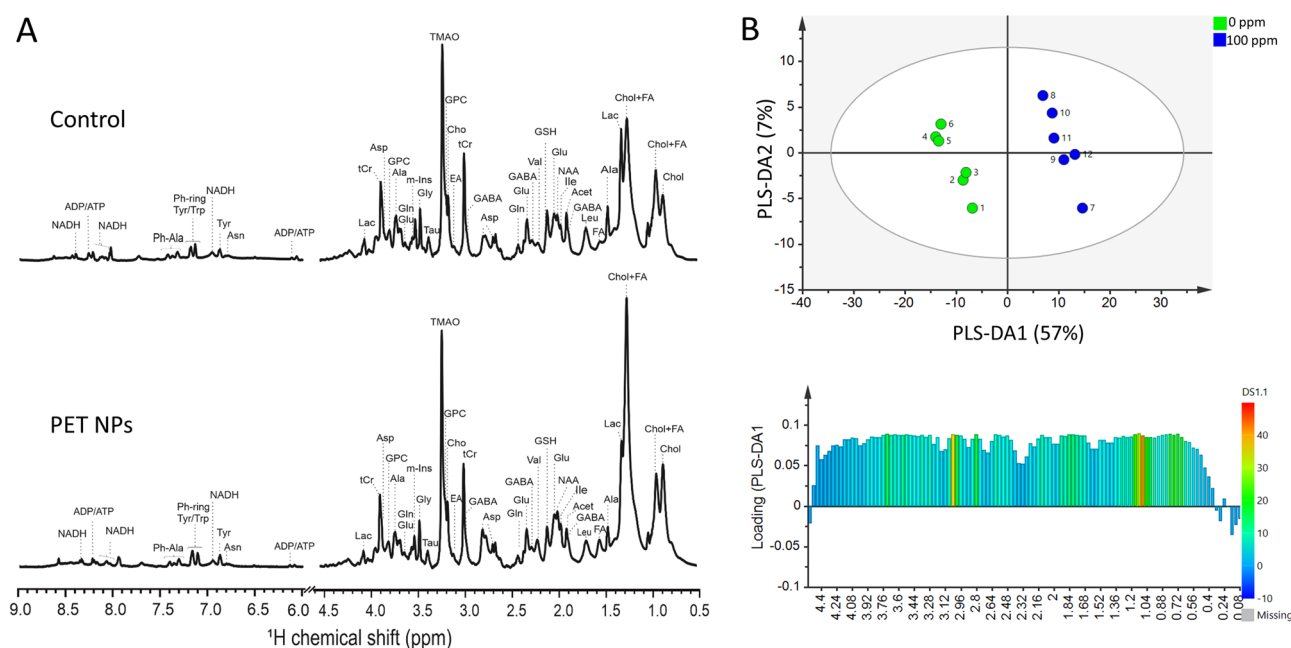 A
Control
TMAO
GPC
Cho
tCr
EA
GABA
Asp
tCr
GPC
Ala
Gln
Glu
m-Ins
Gly
Tau
Lac
Asp
Gln
Glu
GABA
Val
GSH
Glu
NAA
Ile
Acet
GABA
Leu
FA
Ala
Lac
Chol+FA
Chol+FA
Chol
NADH
ADP/ATP
NADH
Ph-Ala
Ph-ring
Tyr/Trp
NADH
Tyr
Asn
ADP/ATP
PET NPs
TMAO
GPC
Cho
tCr
EA
GABA
Asp
tCr
Asp
GPC
Ala
Gln
Glu
m-Ins
Gly
Tau
Lac
Gln
Glu
GABA
Val
GSH
Glu
NAA
Ile
Acet
GABA
Leu
FA
Ala
Lac
Chol+FA
Chol+FA
Chol
NADH
ADP/ATP
NADH
Ph-Ala
Ph-ring
Tyr/Trp
NADH
Tyr
Asn
ADP/ATP
9.0 8.5 8.0 7.5 7.0 6.5 6.0 4.5 4.0 3.5 3.0 2.5 2.0 1.5 1.0 0.5
¹H chemical shift (ppm)
B
0 ppm
100 ppm
PLS-DA2 (7%)
10
5
0
-5
-10
-15
8
10
6
4
5
11
12
9
3
2
1
7
-40 -30 -20 -10 0 10 20 30 40
PLS-DA1 (57%)
Loading (PLS-DA1
0.1
0.05
0
-0.05
-0.1
4.4 4.24 4.08 3.92 3.76 3.6 3.44 3.28 3.12 2.96 2.8 2.64 2.48 2.32 2.16 2 1.84 1.68 1.52 1.36 1.2 1.04 0.88 0.72 0.56 0.4 0.24 0.08
DS1.1
40
30
20
10
0
-10
Missing